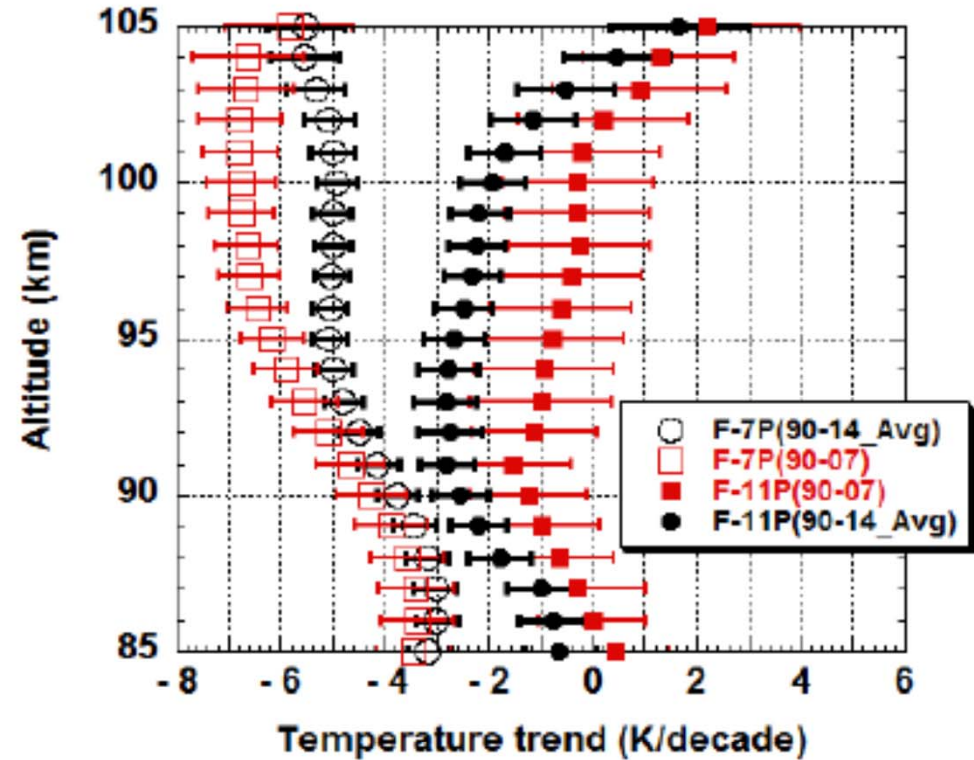 105
100
95
90
85
Altitude (km)
- 8 - 6 - 4 - 2 0 2 4 6
Temperature trend (K/decade)
F-7P(90-14_Avg)
F-7P(90-07)
F-11P(90-07)
F-11P(90-14_Avg)